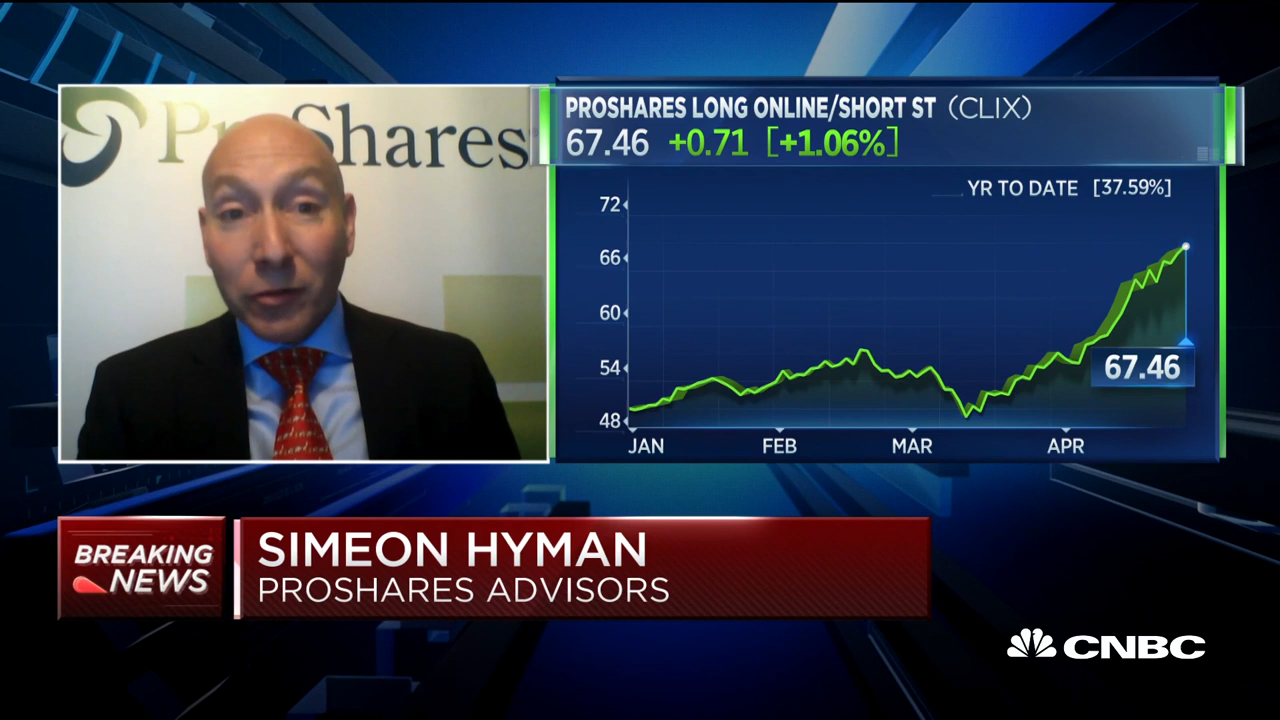 ProShares
PROSHARES LONG ONLINE/SHORT ST (CLIX)
67.46 +0.71 [+1.06%]
YR TO DATE [37.59%]
72
66
60
54
48
67.46
JAN FEB MAR APR
BREAKING
NEWS
SIMEON HYMAN
PROSHARES ADVISORS
CNBC